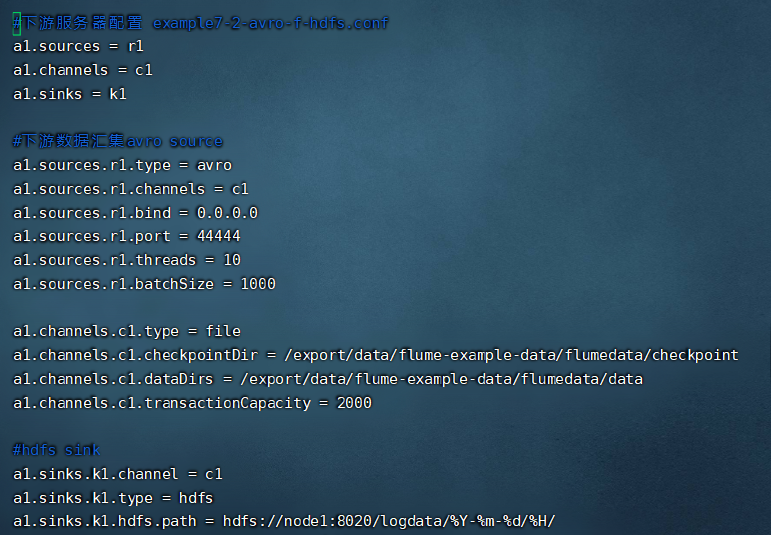 #下游服务器配置 example7-2-avro-f-hdfs.conf
a1.sources = r1
a1.channels = c1
a1.sinks = k1
#下游数据汇集avro source
a1.sources.r1.type = avro
a1.sources.r1.channels = c1
a1.sources.r1.bind = 0.0.0.0
a1.sources.r1.port = 44444
a1.sources.r1.threads = 10
a1.sources.r1.batchSize = 1000
a1.channels.c1.type = file
a1.channels.c1.checkpointDir = /export/data/flume-example-data/flumedata/checkpoint
a1.channels.c1.dataDirs = /export/data/flume-example-data/flumedata/data
a1.channels.c1.transactionCapacity = 2000
#hdfs sink
a1.sinks.k1.channel = c1
a1.sinks.k1.type = hdfs
a1.sinks.k1.hdfs.path = hdfs://node1:8020/logdata/%Y-%m-%d/%H/